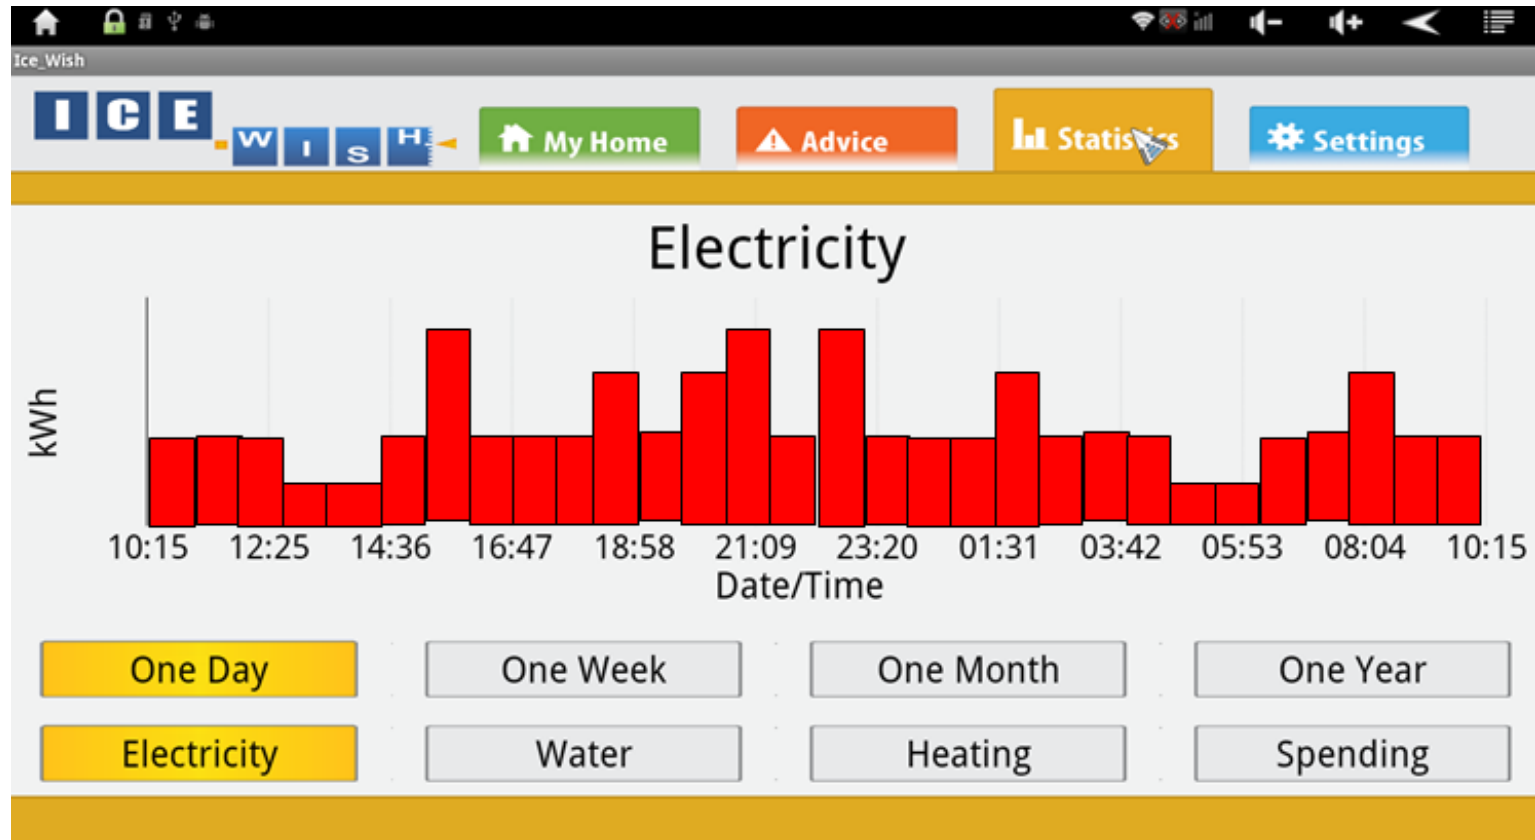 Ice_Wish
ICE WISH
My Home
Advice
Statistics
Settings
Electricity
kWh
10:15 12:25 14:36 16:47 18:58 21:09 23:20 01:31 03:42 05:53 08:04 10:15
Date/Time
One Day
One Week
One Month
One Year
Electricity
Water
Heating
Spending